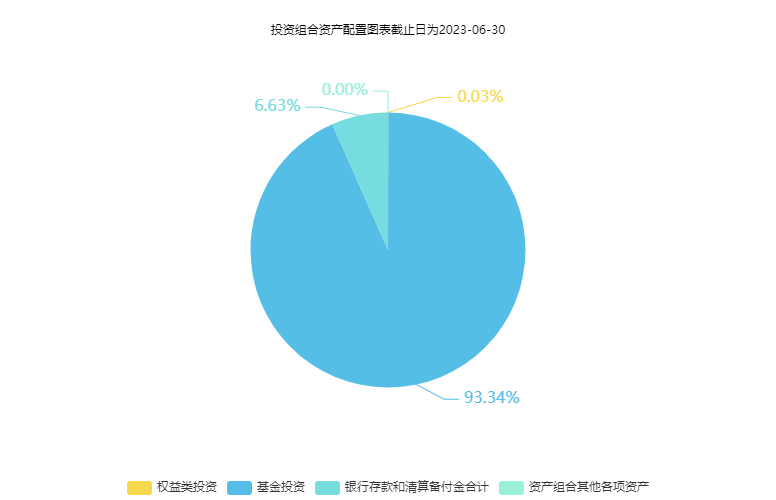 投资组合资产配置图表截止日为2023-06-30
0.00%
0.03%
6.63%
93.34%
权益类投资 基金投资 银行存款和清算备付金合计 资产组合其他各项资产